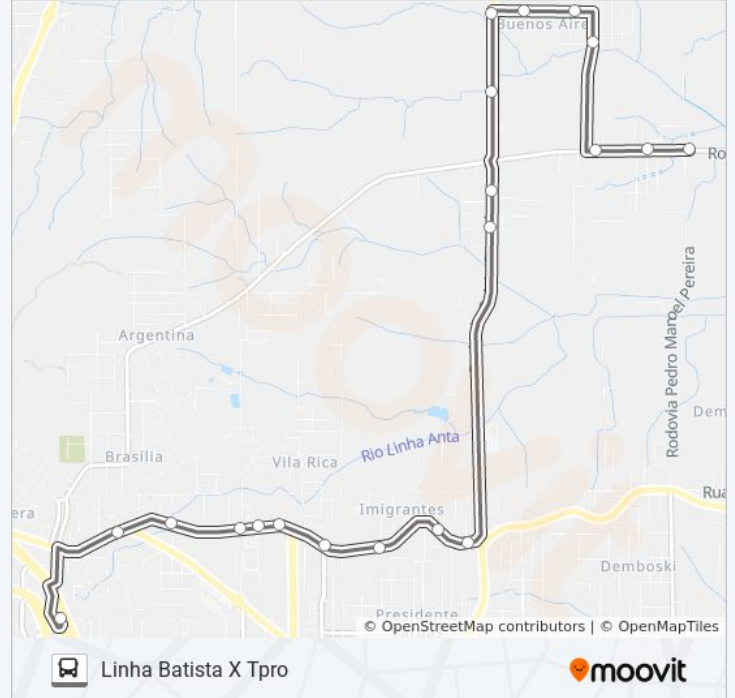 Buenos Aire
Ro
Rodovia Pedro Manoel Pereira
Argentina
Dem
Brasília
Vila Rica
Rio Linha Anta
Imigrantes
Rua
era
Demboski
Presidente
© OpenStreetMap contributors | © OpenMapTiles
Linha Batista X Tpro
moovit